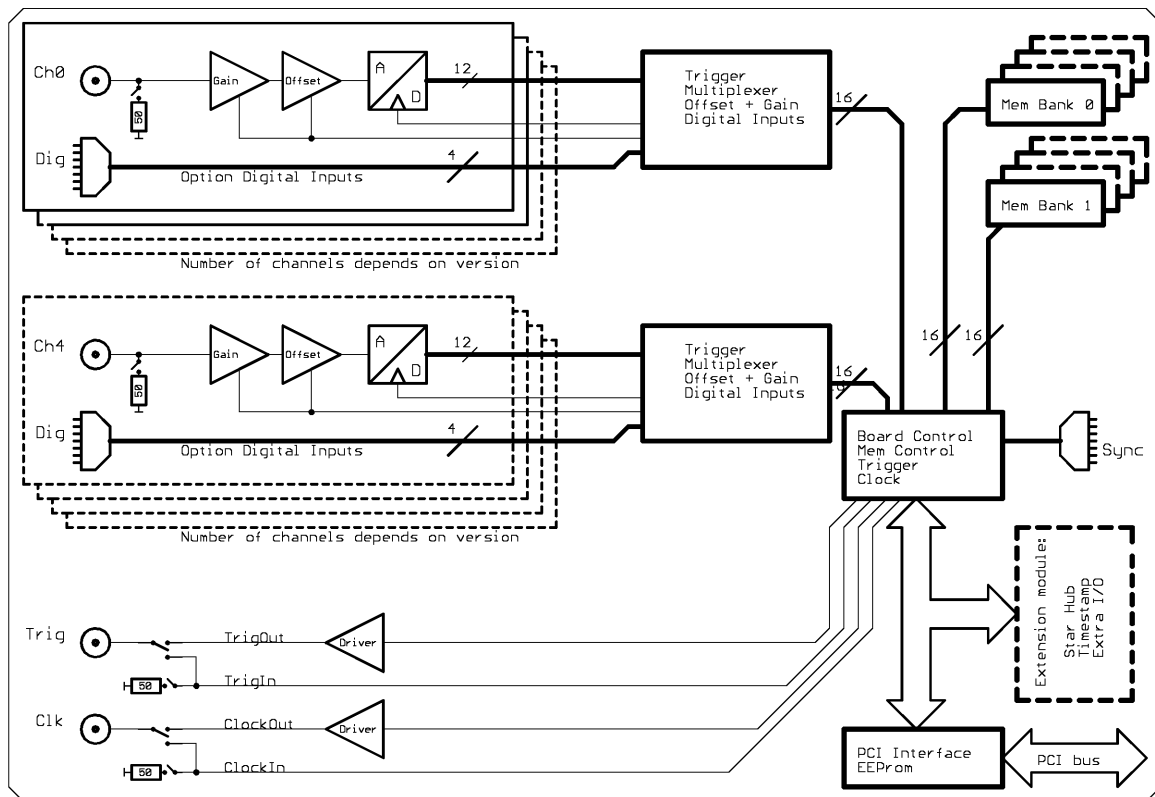 Ch0
50
Gain
Offset
A
D
12
Trigger
Multiplexer
Offset + Gain
Digital Inputs
16
Mem Bank 0
Dig
Option Digital Inputs
4
Mem Bank 1
Number of channels depends on version
Ch4
50
Gain
Offset
A
D
12
Trigger
Multiplexer
Offset + Gain
Digital Inputs
16
16
16
Dig
Option Digital Inputs
4
Board Control
Mem Control
Trigger
Clock
Sync
Number of channels depends on version
Extension module:
Star Hub
Timestamp
Extra I/O
Trig
TrigOut
Driver
50
TrigIn
Clk
ClockOut
Driver
50
ClockIn
PCI Interface
EEProm
PCI bus